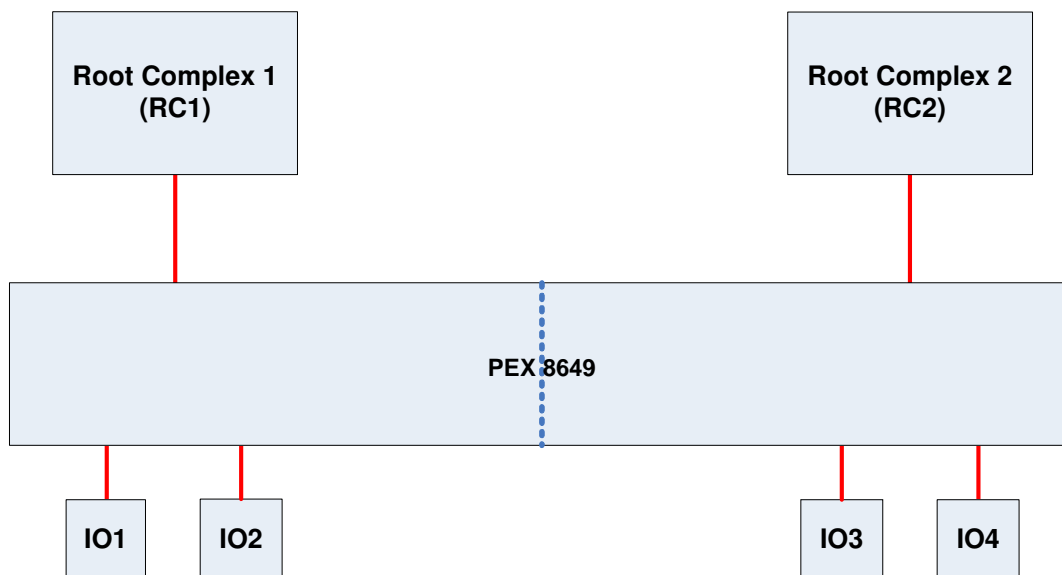 Root Complex 1
(RC1)
Root Complex 2
(RC2)
PEX 8649
IO1
IO2
IO3
IO4